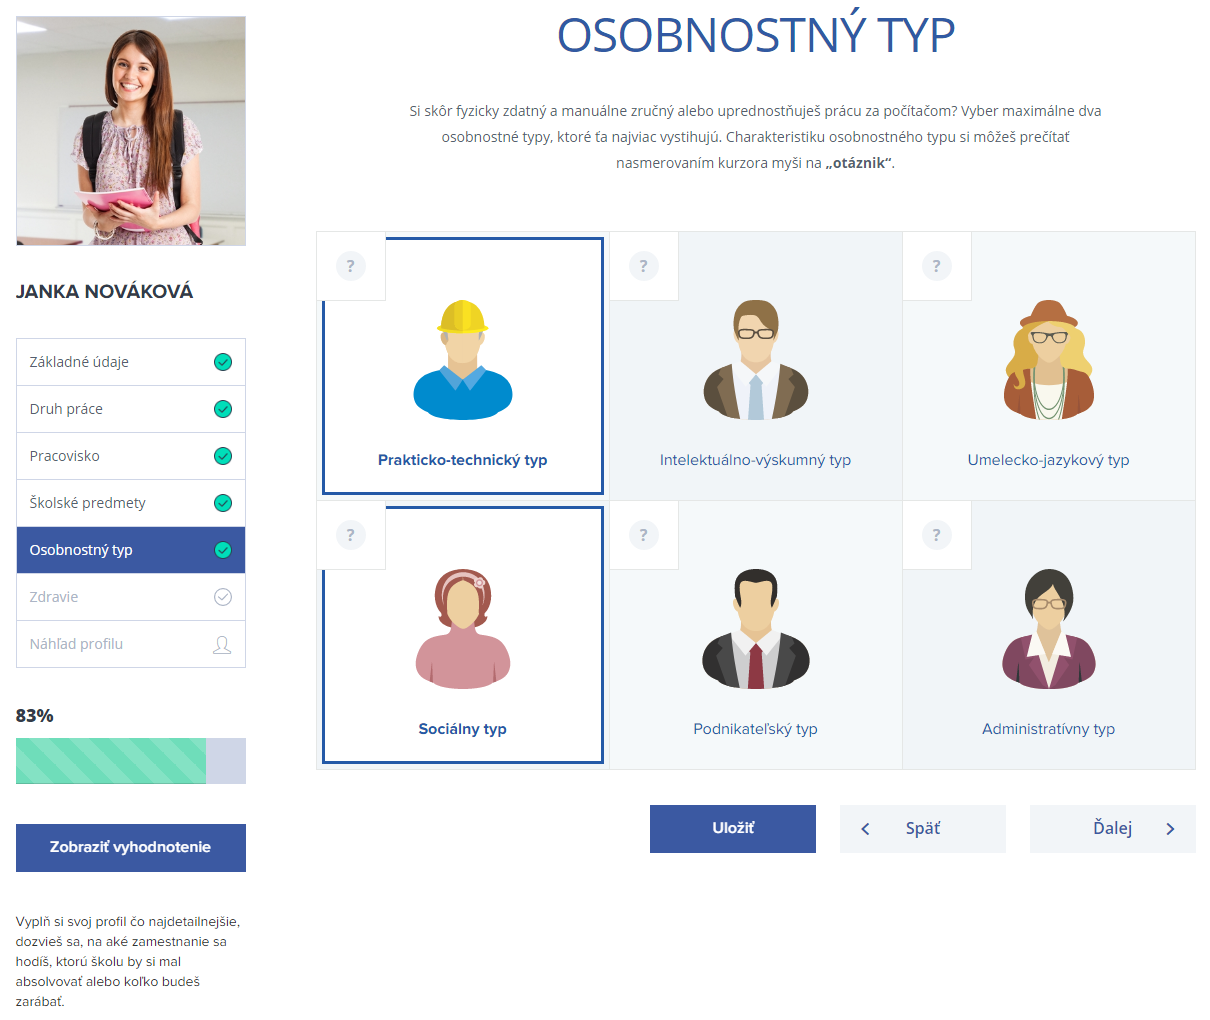 OSOBNOSTNÝ TYP
Si skôr fyzicky zdatný a manuálne zručný alebo uprednostňuješ prácu za počítačom? Vyber maximálne dva
osobnostné typy, ktoré ťa najviac vystihujú. Charakteristiku osobnostného typu si môžeš prečítať
nasmerovaním kurzora myši na „otáznik“.
JANKA NOVÁKOVÁ
Základné údaje
Druh práce
Pracovisko
Školské predmety
Osobnostný typ
Zdravie
Náhľad profilu
83%
Zobraziť vyhodnotenie
Vyplň si svoj profil čo najdetailnejšie,
dozvieš sa, na aké zamestnanie sa
hodíš, ktorú školu by si mal
absolvovať alebo koľko budeš
zarábať.
? ? ?
Prakticko-technický typ
Intelektuálno-výskumný typ
Umelecko-jazykový typ
? ? ?
Sociálny typ
Podnikateľský typ
Administratívny typ
Uložiť
Späť
Ďalej